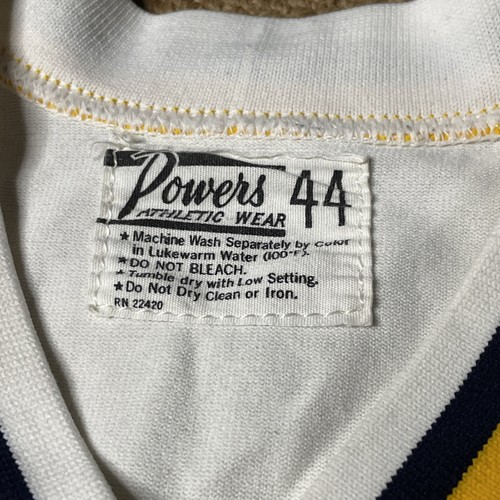 Powers 44
ATHLETIC WEAR
★ Machine Wash Separately by Color
in Lukewarm Water (100°F).
★ DO NOT BLEACH.
★ Tumble dry with Low Setting.
★ Do Not Dry Clean or Iron.
RN 22420